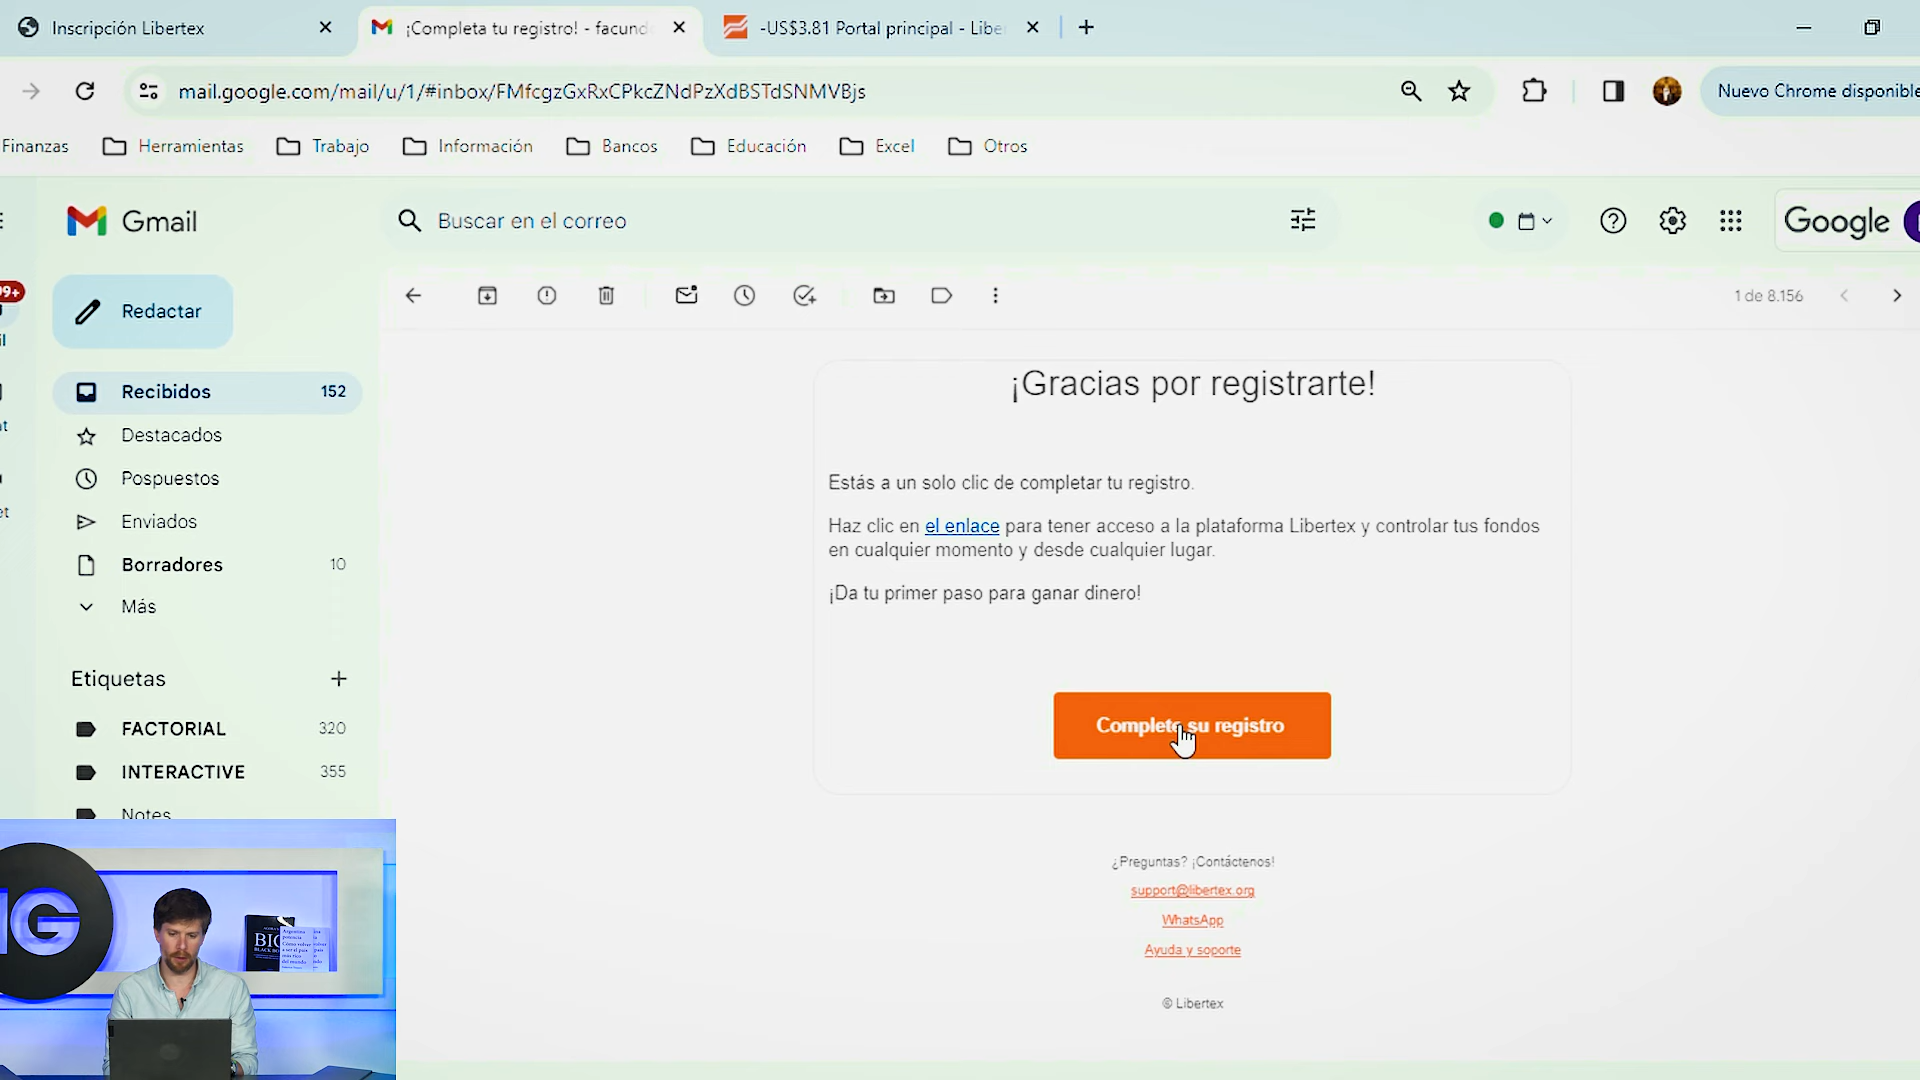 Inscripción Libertex
¡Completa tu registro! - facund
-US$3.81 Portal principal - Libe
mail.google.com/mail/u/1/#inbox/FMfcgzGxRxCPkcZNdPzXdBSTdSNMVBjs
Nuevo Chrome disponible
Finanzas
Herramientas
Trabajo
Información
Bancos
Educación
Excel
Otros
Gmail
Buscar en el correo
Google
99+
Redactar
1 de 8.156
Recibidos 152
Destacados
Pospuestos
Enviados
Borradores 10
Más
Etiquetas
FACTORIAL 320
INTERACTIVE 355
Notes
¡Gracias por registrarte!
Estás a un solo clic de completar tu registro.
Haz clic en el enlace para tener acceso a la plataforma Libertex y controlar tus fondos
en cualquier momento y desde cualquier lugar.
¡Da tu primer paso para ganar dinero!
Complete su registro
¿Preguntas? ¡Contáctenos!
support@libertex.org
WhatsApp
Ayuda y soporte
© Libertex
IG